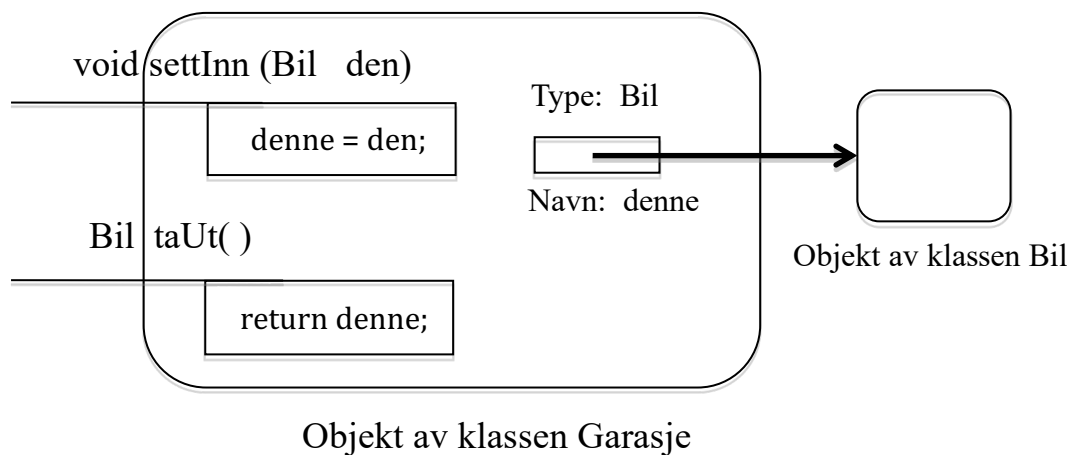 void settInn (Bil den)
denne = den;
Type: Bil
Navn: denne
Bil taUt( )
return denne;
Objekt av klassen Bil
Objekt av klassen Garasje